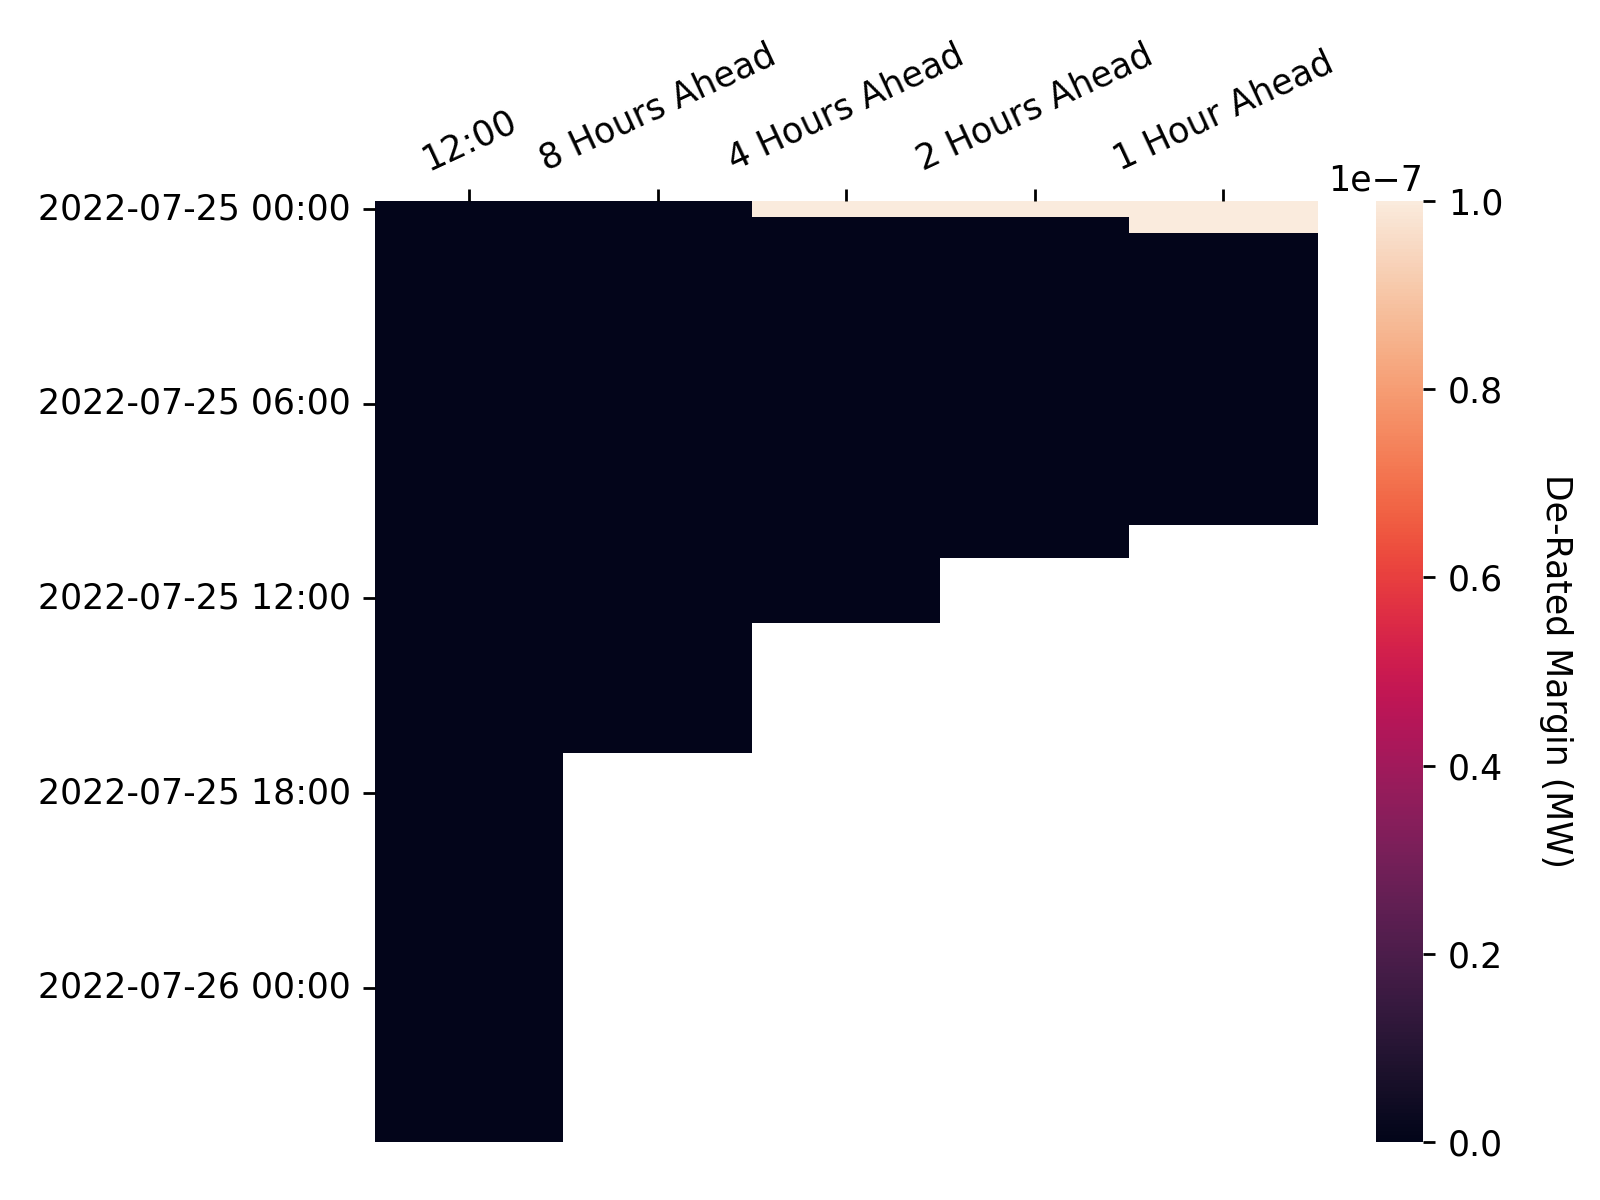 12:00
8 Hours Ahead
4 Hours Ahead
2 Hours Ahead
1 Hour Ahead
2022-07-25 00:00
2022-07-25 06:00
2022-07-25 12:00
2022-07-25 18:00
2022-07-26 00:00
1e−7
1.0
0.8
0.6
0.4
0.2
0.0
De-Rated Margin (MW)